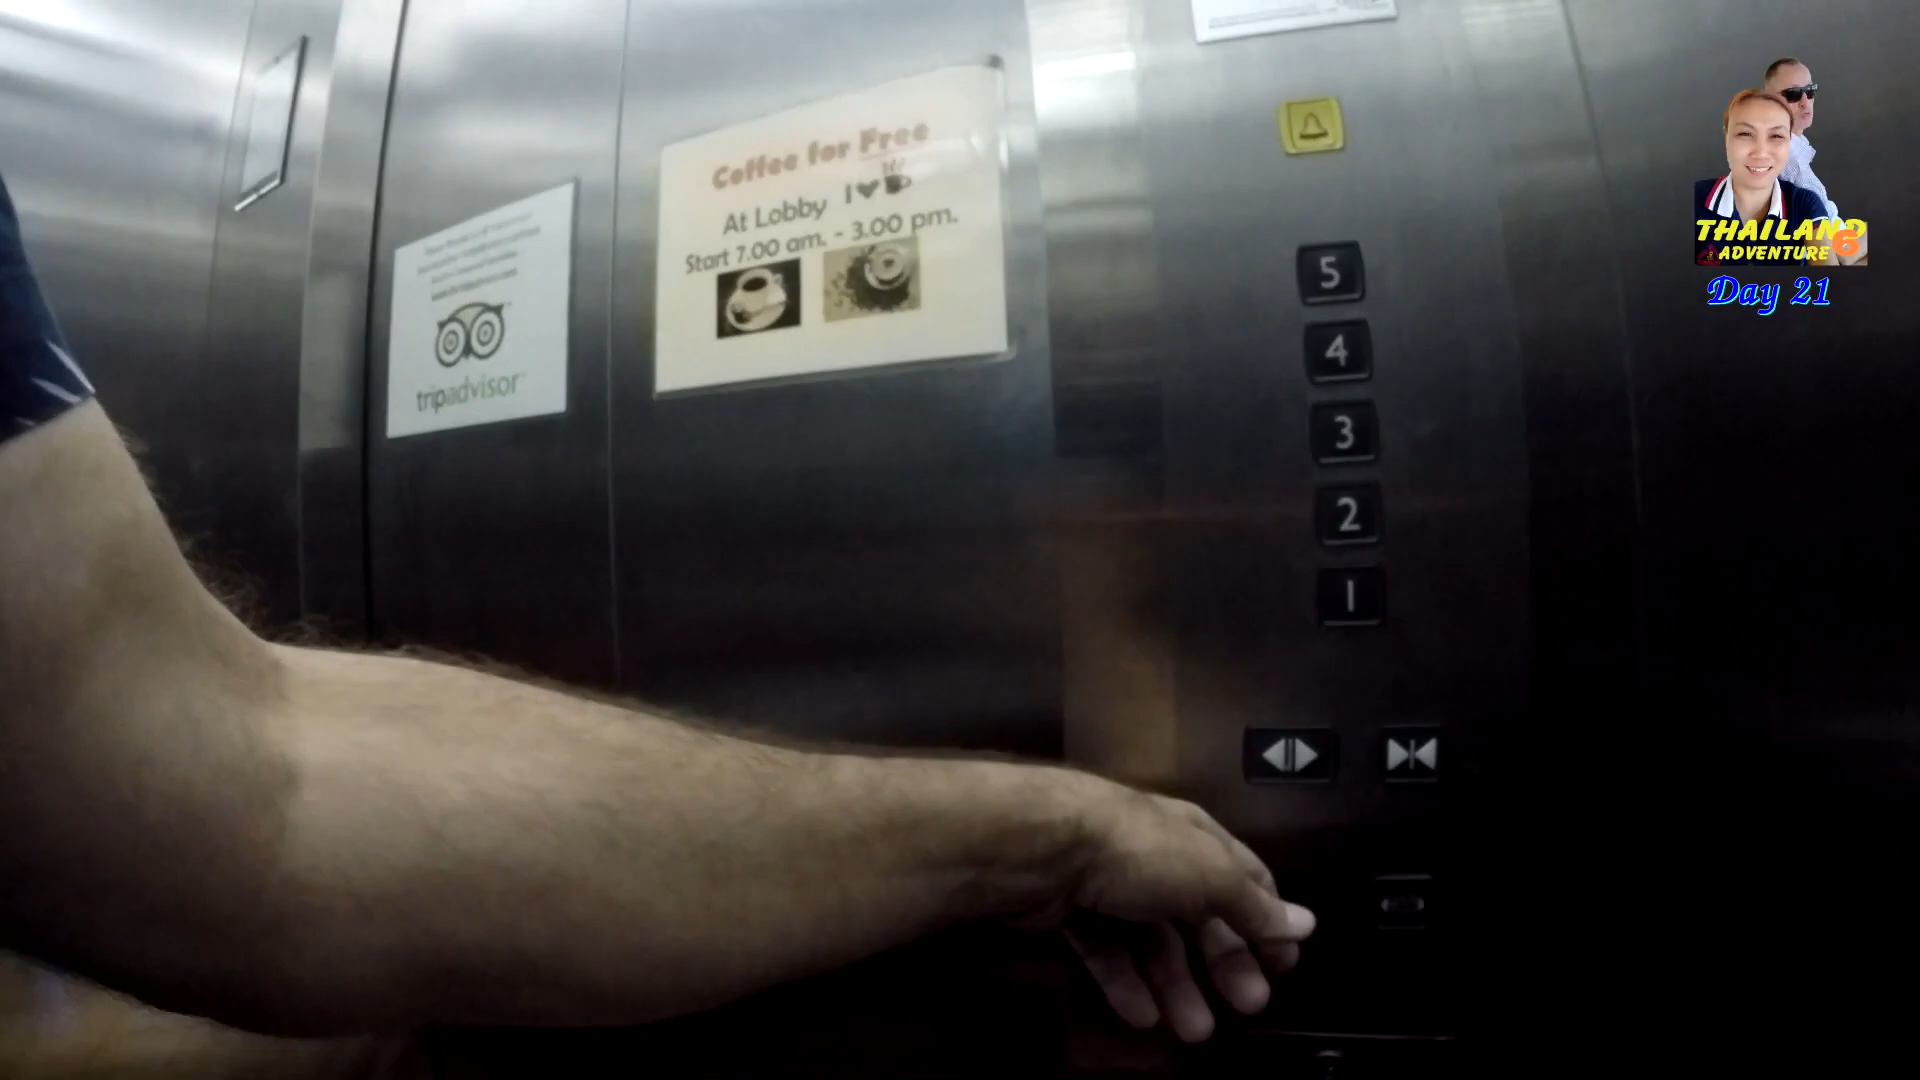 Coffee for Free
At Lobby I
Start 7.00 am. - 3.00 pm.
tripadvisor
5
4
3
2
1
THAILAND 6
ADVENTURE
Day 21